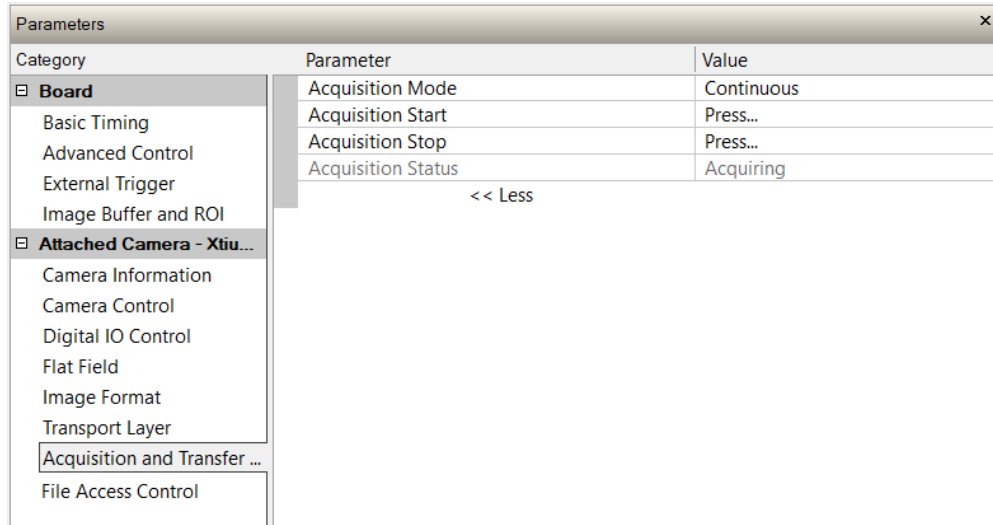 Parameters ×
Category Parameter Value
Board
Basic Timing
Advanced Control
External Trigger
Image Buffer and ROI
Attached Camera - Xtiu...
Camera Information
Camera Control
Digital IO Control
Flat Field
Image Format
Transport Layer
Acquisition and Transfer ...
File Access Control
Acquisition Mode Continuous
Acquisition Start Press...
Acquisition Stop Press...
Acquisition Status Acquiring
<< Less